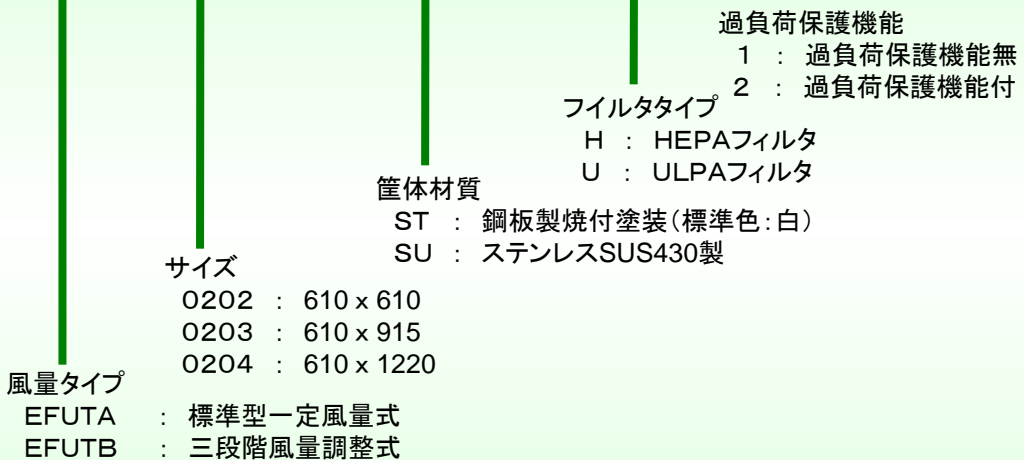 過負荷保護機能
1 : 過負荷保護機能無
2 : 過負荷保護機能付
フイルタタイプ
H : HEPAフィルタ
U : ULPAフィルタ
筐体材質
ST : 鋼板製焼付塗装(標準色:白)
SU : ステンレスSUS430製
サイズ
0202 : 610 x 610
0203 : 610 x 915
0204 : 610 x 1220
風量タイプ
EFUTA : 標準型一定風量式
EFUTB : 三段階風量調整式